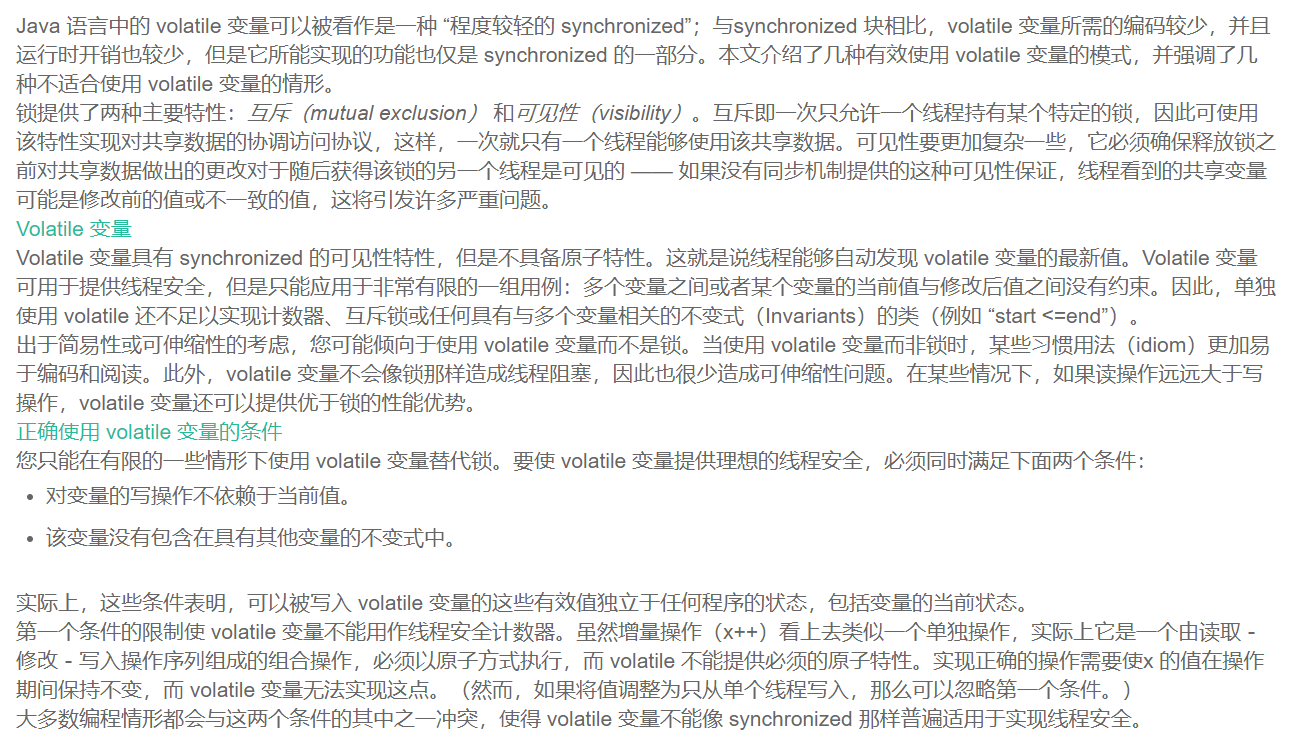 Java 语言中的 volatile 变量可以被看作是一种 “程度较轻的 synchronized”；与synchronized 块相比，volatile 变量所需的编码较少，并且
运行时开销也较少，但是它所能实现的功能也仅是 synchronized 的一部分。本文介绍了几种有效使用 volatile 变量的模式，并强调了几
种不适合使用 volatile 变量的情形。
锁提供了两种主要特性：互斥（mutual exclusion） 和可见性（visibility）。互斥即一次只允许一个线程持有某个特定的锁，因此可使用
该特性实现对共享数据的协调访问协议，这样，一次就只有一个线程能够使用该共享数据。可见性要更加复杂一些，它必须确保释放锁之
前对共享数据做出的更改对于随后获得该锁的另一个线程是可见的 —— 如果没有同步机制提供的这种可见性保证，线程看到的共享变量
可能是修改前的值或不一致的值，这将引发许多严重问题。
Volatile 变量
Volatile 变量具有 synchronized 的可见性特性，但是不具备原子特性。这就是说线程能够自动发现 volatile 变量的最新值。Volatile 变量
可用于提供线程安全，但是只能应用于非常有限的一组用例：多个变量之间或者某个变量的当前值与修改后值之间没有约束。因此，单独
使用 volatile 还不足以实现计数器、互斥锁或任何具有与多个变量相关的不变式（Invariants）的类（例如 “start <=end”）。
出于简易性或可伸缩性的考虑，您可能倾向于使用 volatile 变量而不是锁。当使用 volatile 变量而非锁时，某些习惯用法（idiom）更加易
于编码和阅读。此外，volatile 变量不会像锁那样造成线程阻塞，因此也很少造成可伸缩性问题。在某些情况下，如果读操作远远大于写
操作，volatile 变量还可以提供优于锁的性能优势。
正确使用 volatile 变量的条件
您只能在有限的一些情形下使用 volatile 变量替代锁。要使 volatile 变量提供理想的线程安全，必须同时满足下面两个条件：
• 对变量的写操作不依赖于当前值。
• 该变量没有包含在具有其他变量的不变式中。
实际上，这些条件表明，可以被写入 volatile 变量的这些有效值独立于任何程序的状态，包括变量的当前状态。
第一个条件的限制使 volatile 变量不能用作线程安全计数器。虽然增量操作（x++）看上去类似一个单独操作，实际上它是一个由读取 -
修改 - 写入操作序列组成的组合操作，必须以原子方式执行，而 volatile 不能提供必须的原子特性。实现正确的操作需要使x 的值在操作
期间保持不变，而 volatile 变量无法实现这点。（然而，如果将值调整为只从单个线程写入，那么可以忽略第一个条件。）
大多数编程情形都会与这两个条件的其中之一冲突，使得 volatile 变量不能像 synchronized 那样普遍适用于实现线程安全。